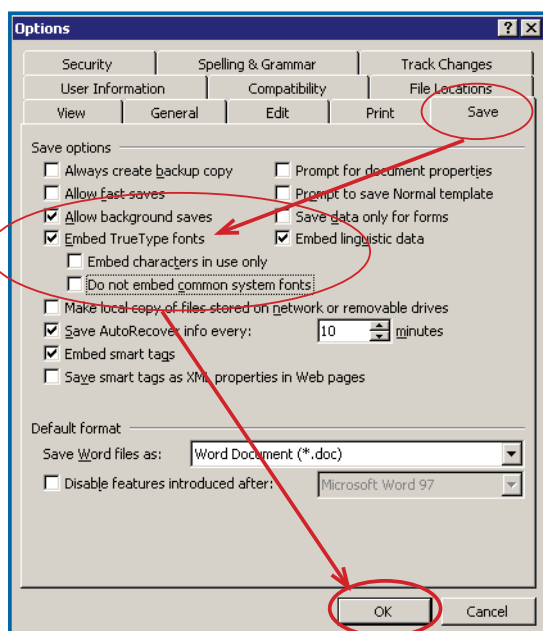 Options
Security Spelling & Grammar Track Changes
User Information Compatibility File Locations
View General Edit Print Save
Save options
Always create backup copy Prompt for document properties
Allow fast saves Prompt to save Normal template
Allow background saves Save data only for forms
Embed TrueType fonts Embed linguistic data
Embed characters in use only
Do not embed common system fonts
Make local copy of files stored on network or removable drives
Save AutoRecover info every: 10 minutes
Embed smart tags
Save smart tags as XML properties in Web pages
Default format
Save Word files as: Word Document (*.doc)
Disable features introduced after: Microsoft Word 97
OK Cancel